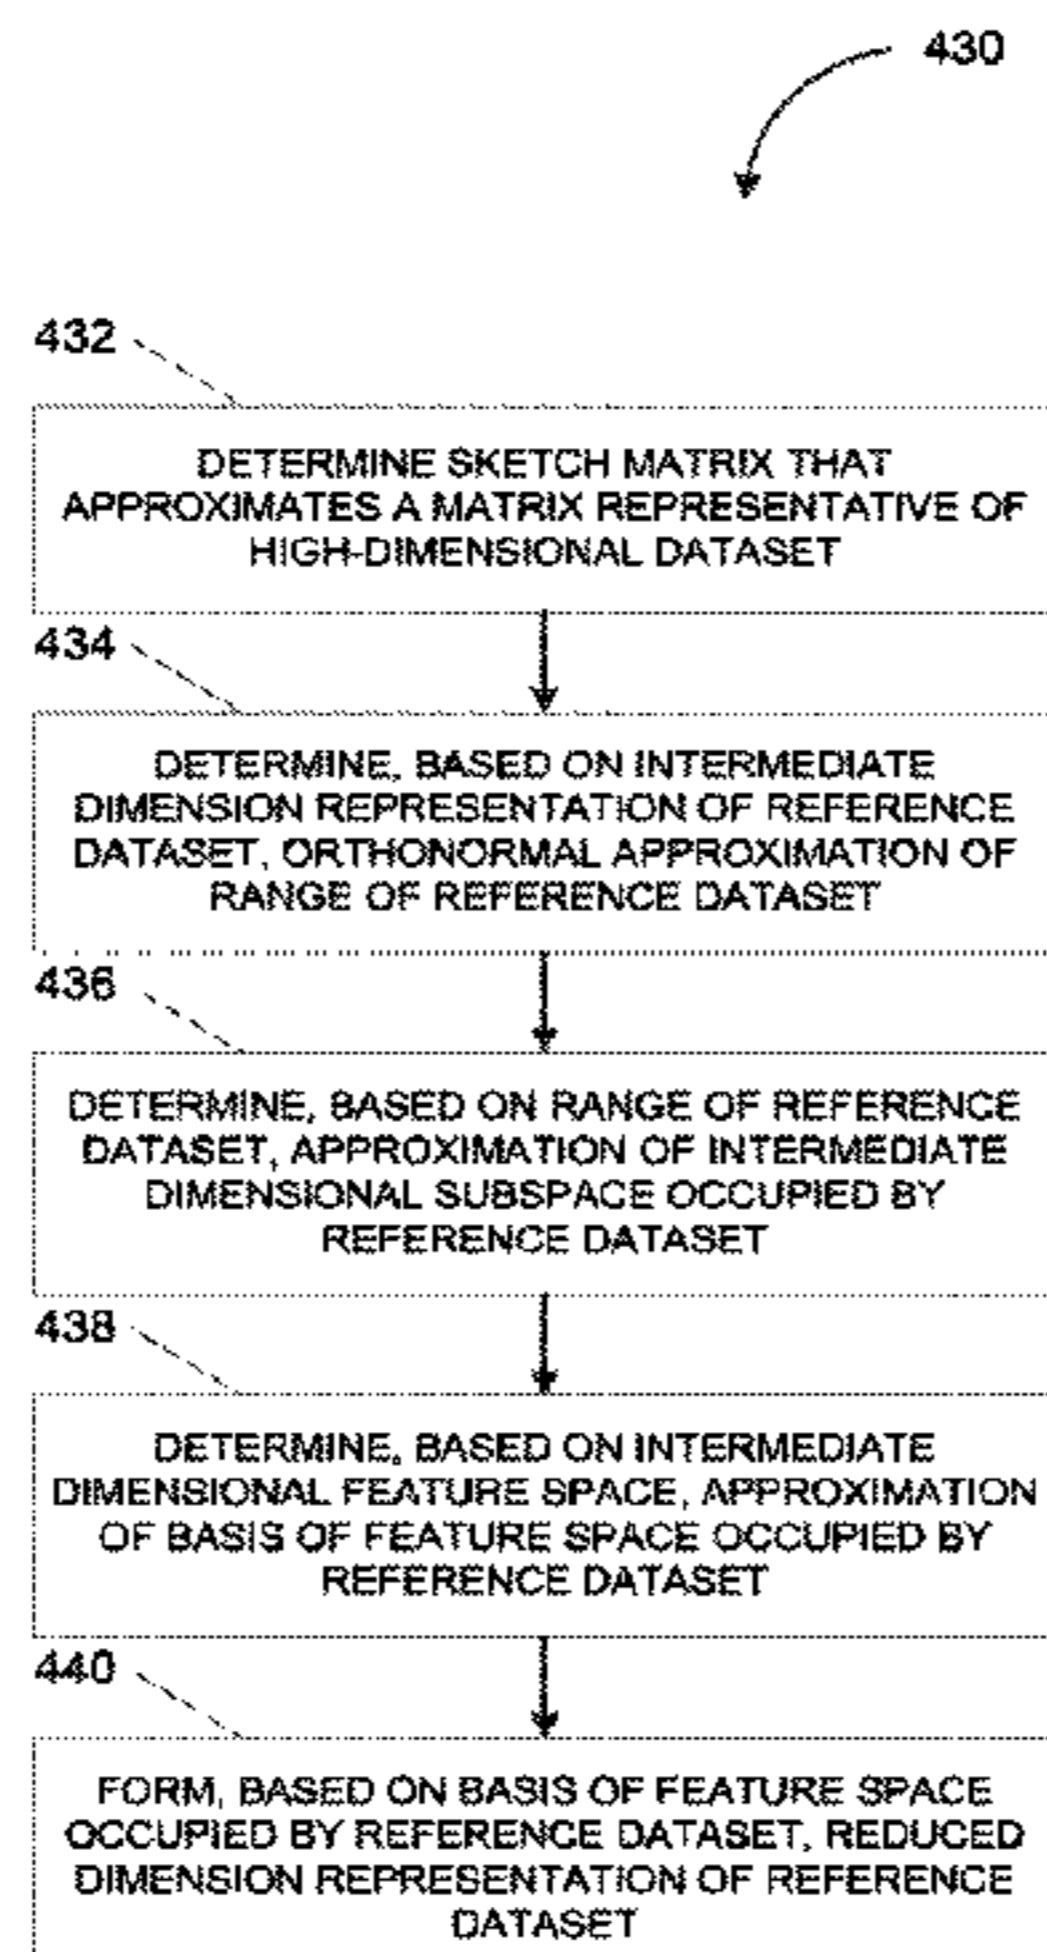 430
432
DETERMINE SKETCH MATRIX THAT
APPROXIMATES A MATRIX REPRESENTATIVE OF
HIGH-DIMENSIONAL DATASET
434
DETERMINE, BASED ON INTERMEDIATE
DIMENSION REPRESENTATION OF REFERENCE
DATASET, ORTHONORMAL APPROXIMATION OF
RANGE OF REFERENCE DATASET
436
DETERMINE, BASED ON RANGE OF REFERENCE
DATASET, APPROXIMATION OF INTERMEDIATE
DIMENSIONAL SUBSPACE OCCUPIED BY
REFERENCE DATASET
438
DETERMINE, BASED ON INTERMEDIATE
DIMENSIONAL FEATURE SPACE, APPROXIMATION
OF BASIS OF FEATURE SPACE OCCUPIED BY
REFERENCE DATASET
440
FORM, BASED ON BASIS OF FEATURE SPACE
OCCUPIED BY REFERENCE DATASET, REDUCED
DIMENSION REPRESENTATION OF REFERENCE
DATASET